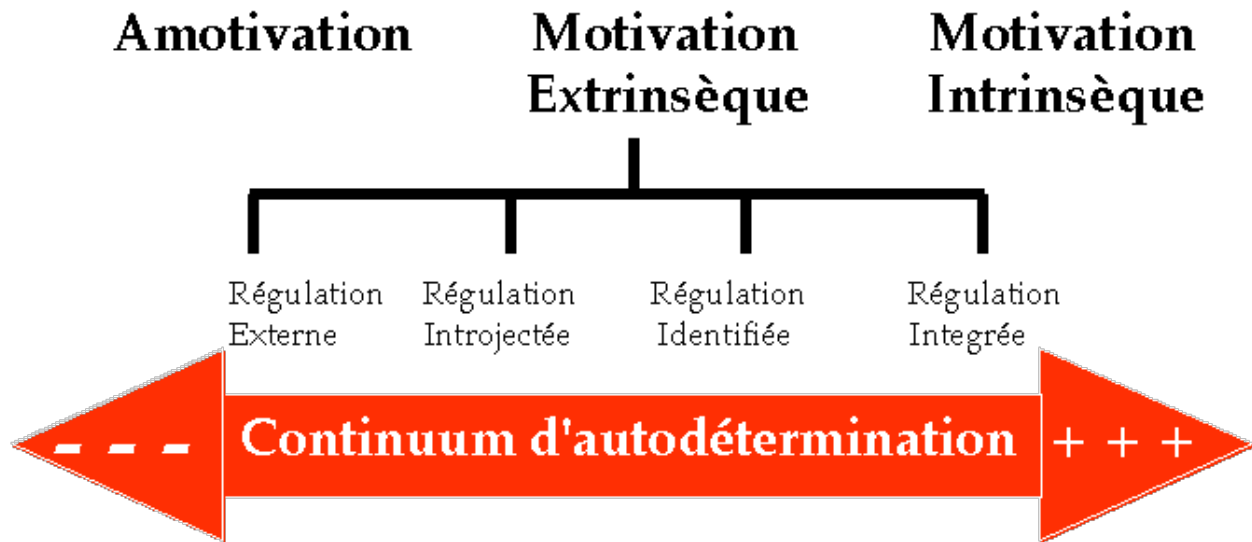 Amotivation
Motivation
Extrinsèque
Motivation
Intrinsèque
Régulation
Externe
Régulation
Introjectée
Régulation
Identifiée
Régulation
Integrée
- - - Continuum d'autodétermination + + +